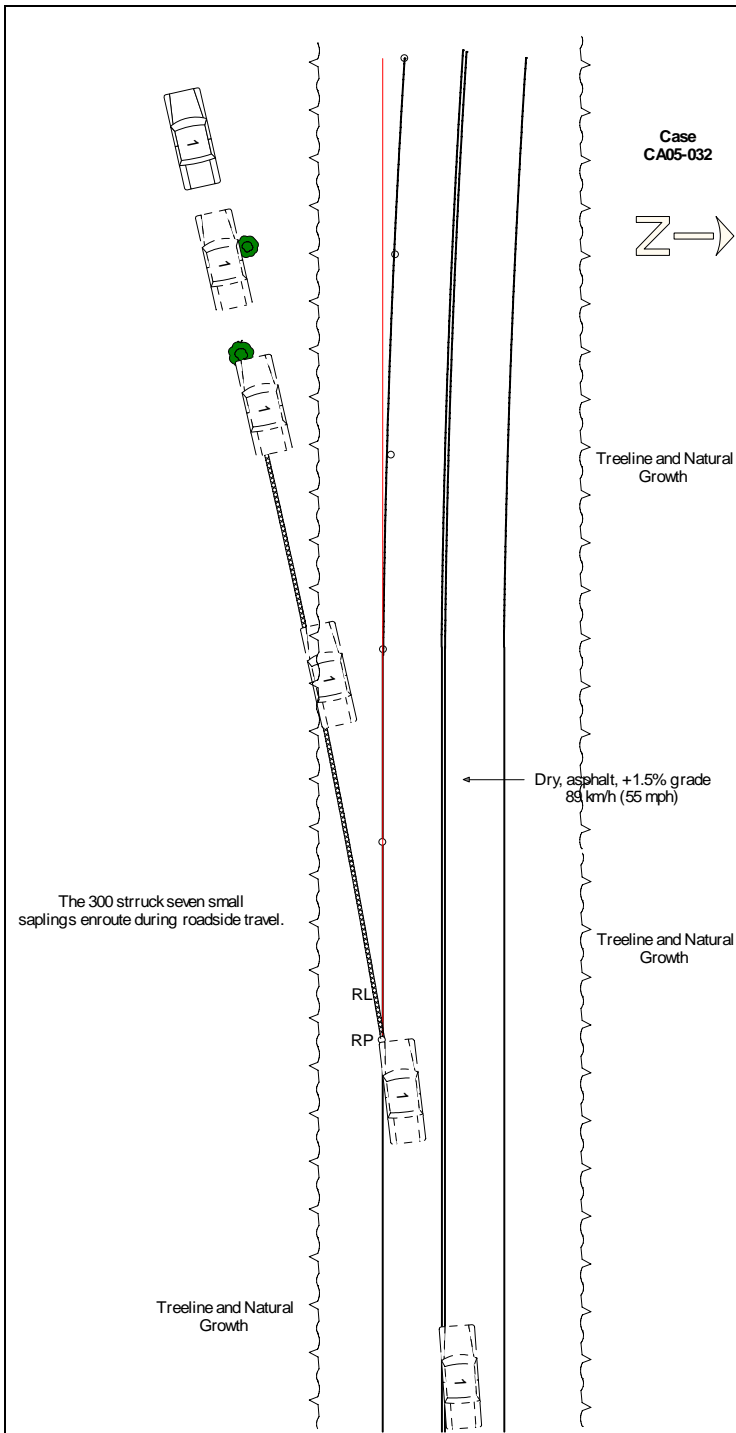 Case
CA05-032
N
1
1
1
Treeline and Natural
Growth
1
Dry, asphalt, +1.5% grade
89 km/h (55 mph)
The 300 strruck seven small
saplings enroute during roadside travel.
Treeline and Natural
Growth
RL
RP
1
Treeline and Natural
Growth
1